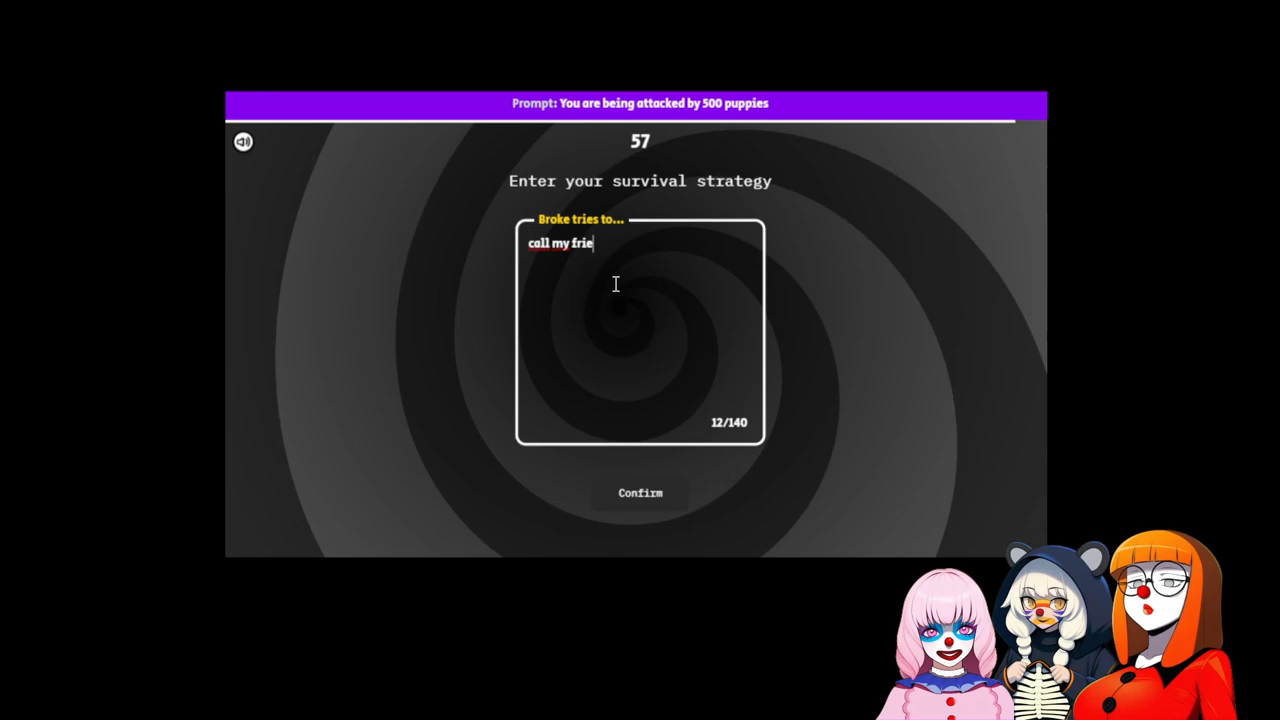 Prompt: You are being attacked by 500 puppies
57
Enter your survival strategy
Broke tries to...
call my frie
12/140
Confirm